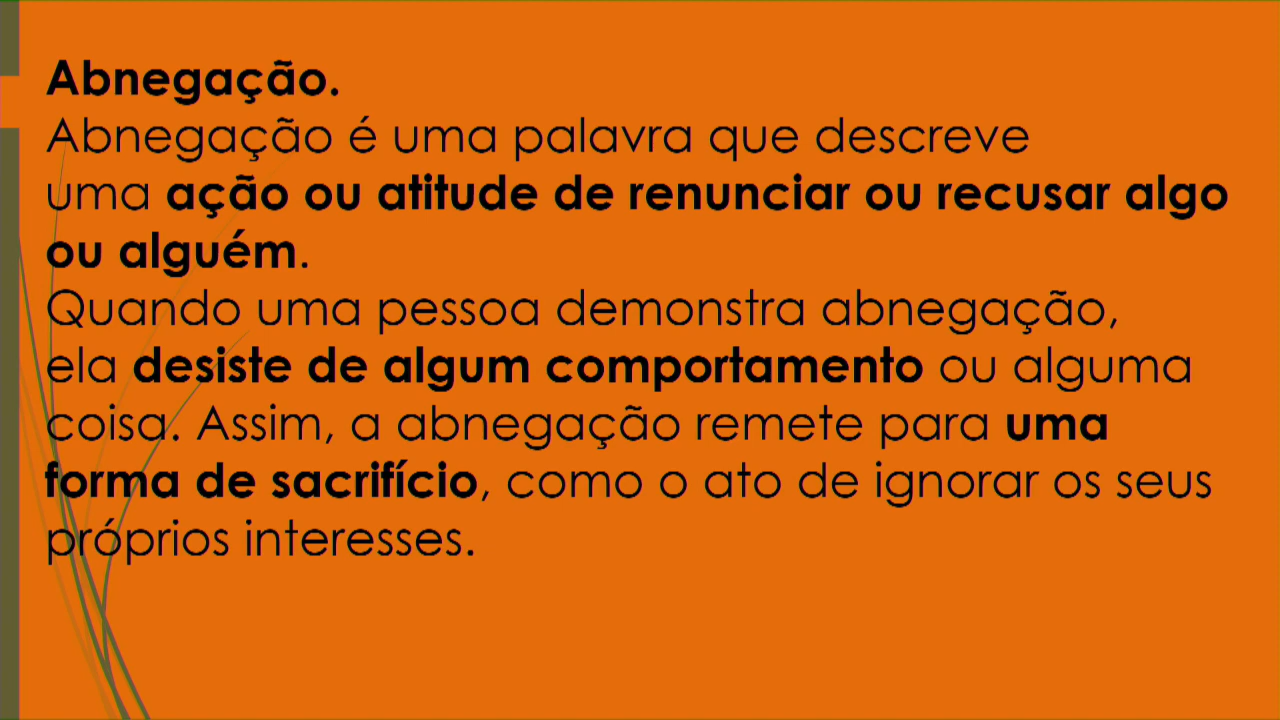 Abnegação.
Abnegação é uma palavra que descreve
uma ação ou atitude de renunciar ou recusar algo
ou alguém.
Quando uma pessoa demonstra abnegação,
ela desiste de algum comportamento ou alguma
coisa. Assim, a abnegação remete para uma
forma de sacrifício, como o ato de ignorar os seus
próprios interesses.